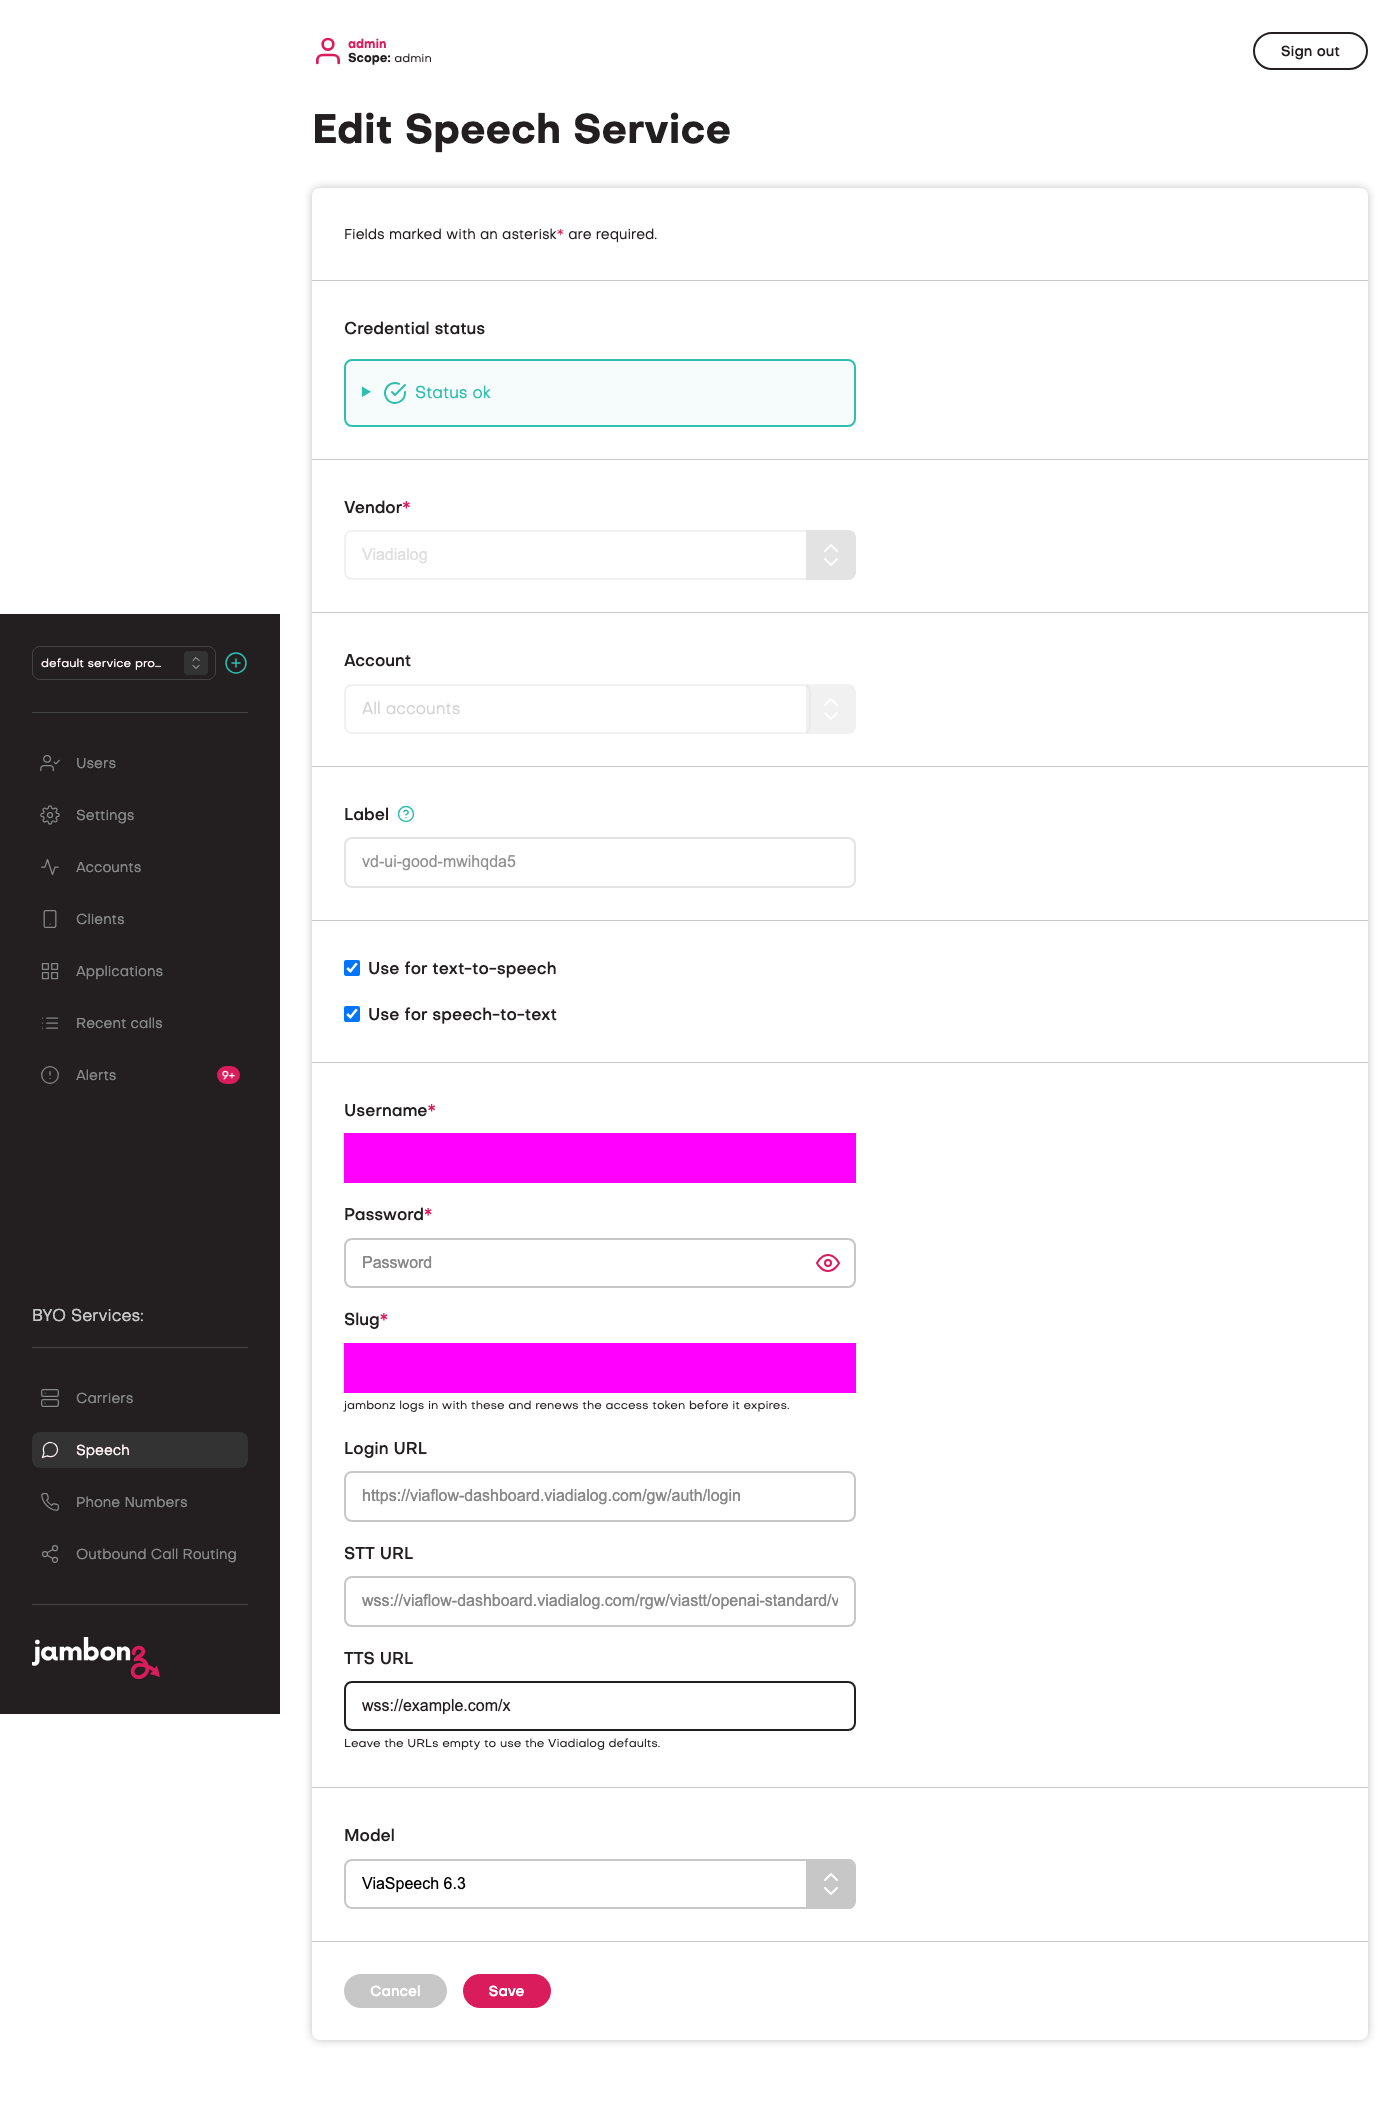 admin
Scope: admin
Sign out
Edit Speech Service
Fields marked with an asterisk* are required.
Credential status
Status ok
Vendor*
Viadialog
Account
All accounts
Label
vd-ui-good-mwihqda5
Use for text-to-speech
Use for speech-to-text
Username*
Password*
Password
Slug*
jambonz logs in with these and renews the access token before it expires.
Login URL
https://viaflow-dashboard.viadialog.com/gw/auth/login
STT URL
wss://viaflow-dashboard.viadialog.com/rgw/viastt/openai-standard/v
TTS URL
wss://example.com/x
Leave the URLs empty to use the Viadialog defaults.
Model
ViaSpeech 6.3
Cancel
Save
default service pro...
Users
Settings
Accounts
Clients
Applications
Recent calls
Alerts
9+
BYO Services:
Carriers
Speech
Phone Numbers
Outbound Call Routing
jambonz